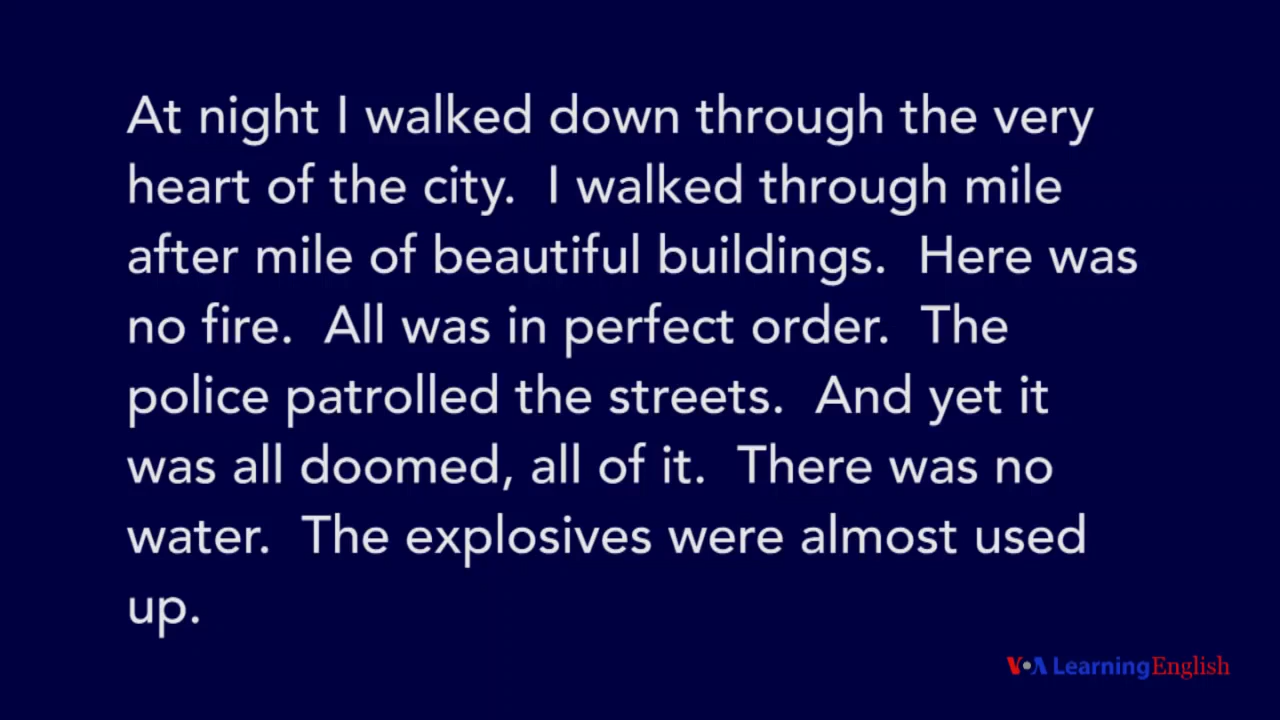 At night I walked down through the very
heart of the city.  I walked through mile
after mile of beautiful buildings.  Here was
no fire.  All was in perfect order.  The
police patrolled the streets.  And yet it
was all doomed, all of it.  There was no
water.  The explosives were almost used
up.
VOA Learning English